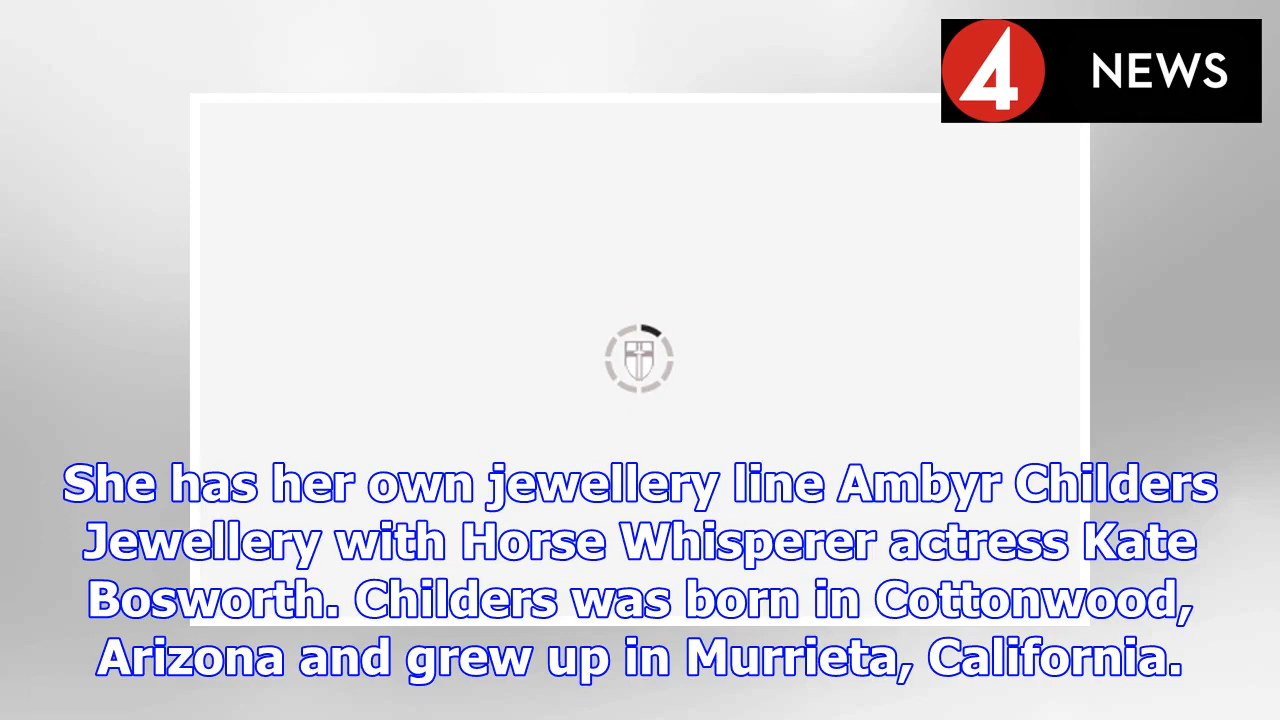 4 NEWS
She has her own jewellery line Ambyr Childers
Jewellery with Horse Whisperer actress Kate
Bosworth. Childers was born in Cottonwood,
Arizona and grew up in Murrieta, California.